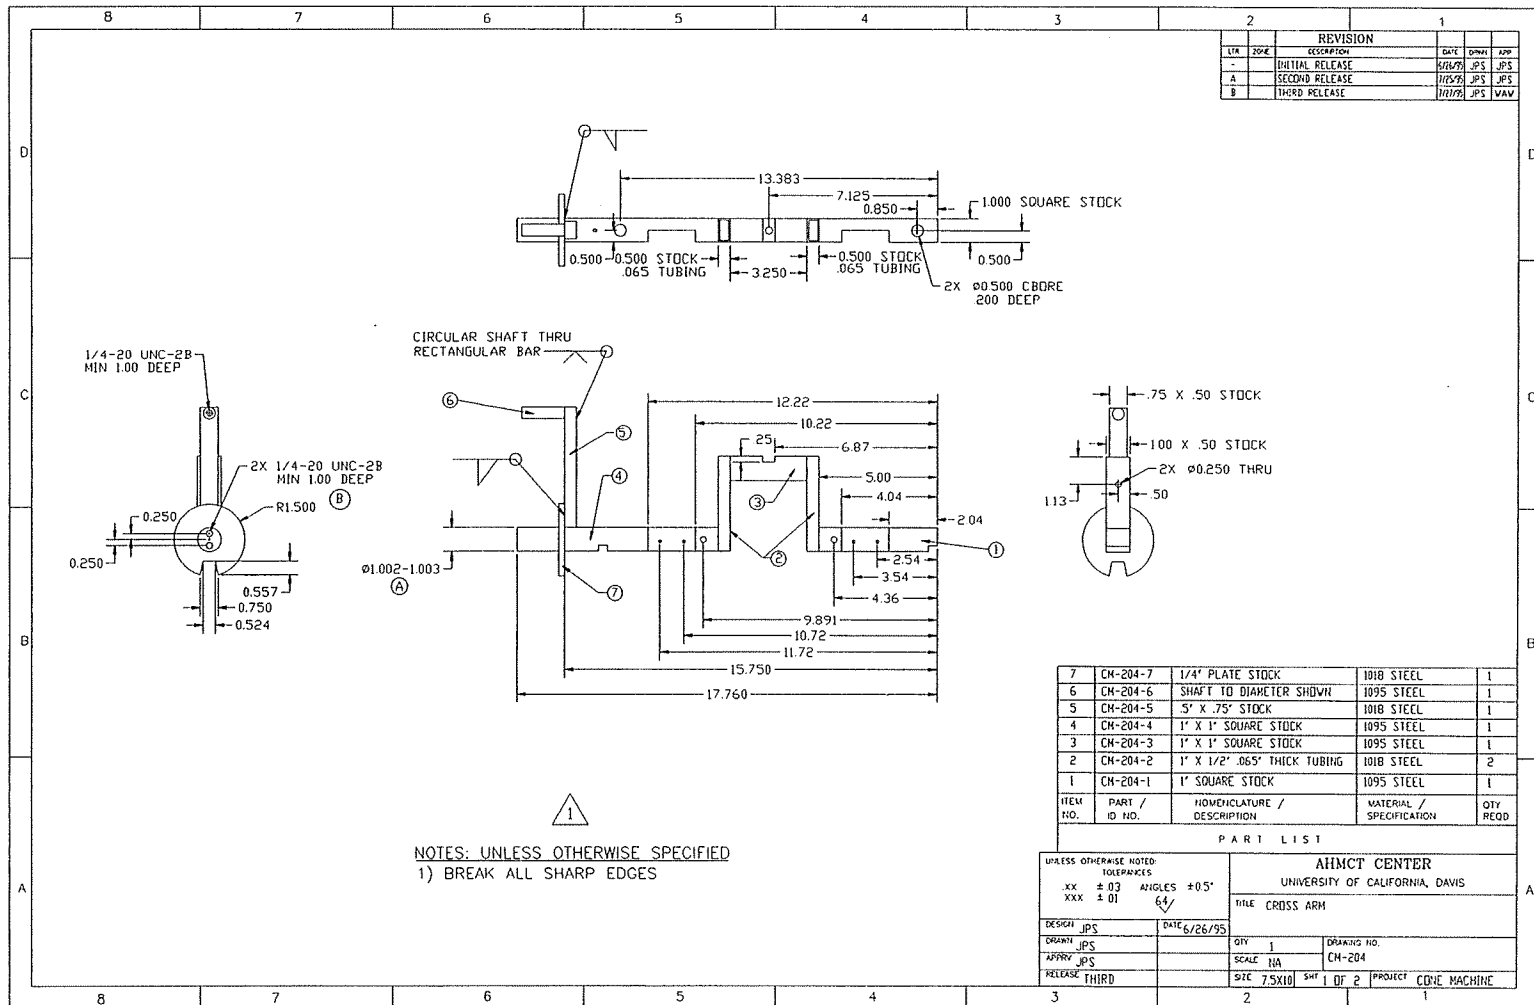 8 7 6 5 4 3 2 1
REVISION
LTR ZONE DESCRIPTION DATE DRWN APP
- INITIAL RELEASE JPS JPS
A SECOND RELEASE JPS JPS
B THIRD RELEASE JPS
D D
13.383
7.125
0.850
1.000 SQUARE STOCK
0.500
0.500 STOCK
.065 TUBING
3.250
0.500 STOCK
.065 TUBING
0.500
2X ø0.500 CBORE
.200 DEEP
CIRCULAR SHAFT THRU
RECTANGULAR BAR
1/4-20 UNC-2B
MIN 1.00 DEEP
C C
2X 1/4-20 UNC-2B
MIN 1.00 DEEP
B
R1.500
0.250
0.250
0.557
0.750
0.524
6
5
4
12.22
10.22
.25
6.87
5.00
3
4.04
2.04
1
2
2.54
3.54
4.36
ø1.002-1.003
A
7
9.891
10.72
11.72
15.750
17.760
.75 X .50 STOCK
1.00 X .50 STOCK
2X ø0.250 THRU
1.13
.50
B B
7 CM-204-7 1/4" PLATE STOCK 1018 STEEL 1
6 CM-204-6 SHAFT TO DIAMETER SHOWN 1095 STEEL 1
5 CM-204-5 .5" X .75" STOCK 1018 STEEL 1
4 CM-204-4 1" X 1" SQUARE STOCK 1095 STEEL 1
3 CM-204-3 1" X 1" SQUARE STOCK 1095 STEEL 1
2 CM-204-2 1" X 1/2" .065" THICK TUBING 1018 STEEL 2
1 CM-204-1 1" SQUARE STOCK 1095 STEEL 1
ITEM NO. PART / ID NO. NOMENCLATURE / DESCRIPTION MATERIAL / SPECIFICATION QTY REQD
PART LIST
1
NOTES: UNLESS OTHERWISE SPECIFIED
1) BREAK ALL SHARP EDGES
A A
UNLESS OTHERWISE NOTED:
TOLERANCES
.XX ±.03 ANGLES ±0.5°
XXX ±.01 64
AHMCT CENTER
UNIVERSITY OF CALIFORNIA, DAVIS
TITLE CROSS ARM
DESIGN JPS DATE 6/26/95
DRAWN JPS
APPRV JPS
RELEASE THIRD
QTY 1
DRAWING NO.
CM-204
SCALE NA
SIZE 7.5X10 SHT 1 OF 2 PROJECT CONE MACHINE
8 7 6 5 4 3 2 1